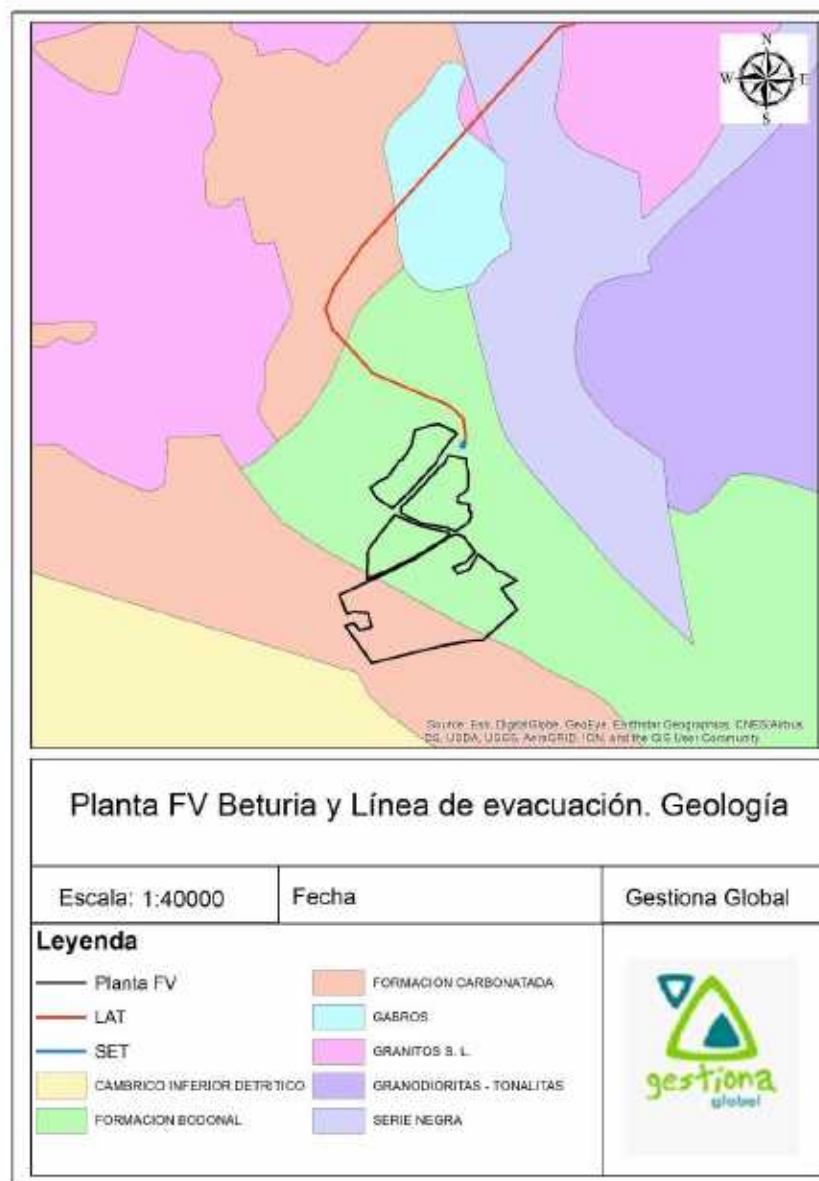 N
W E
S
Source: Esri, DigitalGlobe, GeoEye, Earthstar Geographics, CNES/Airbus
DS, USDA, USGS, AeroGRID, IGN, and the GIS User Community
Planta FV Beturia y Línea de evacuación. Geología
Escala: 1:40000
Fecha
Gestiona Global
Leyenda
Planta FV
LAT
SET
CAMBRICO INFERIOR DETRITICO
FORMACION BODONAL
FORMACION CARBONATADA
GABROS
GRANITOS S. L.
GRANODIORITAS - TONALITAS
SERIE NEGRA
gestiona
global